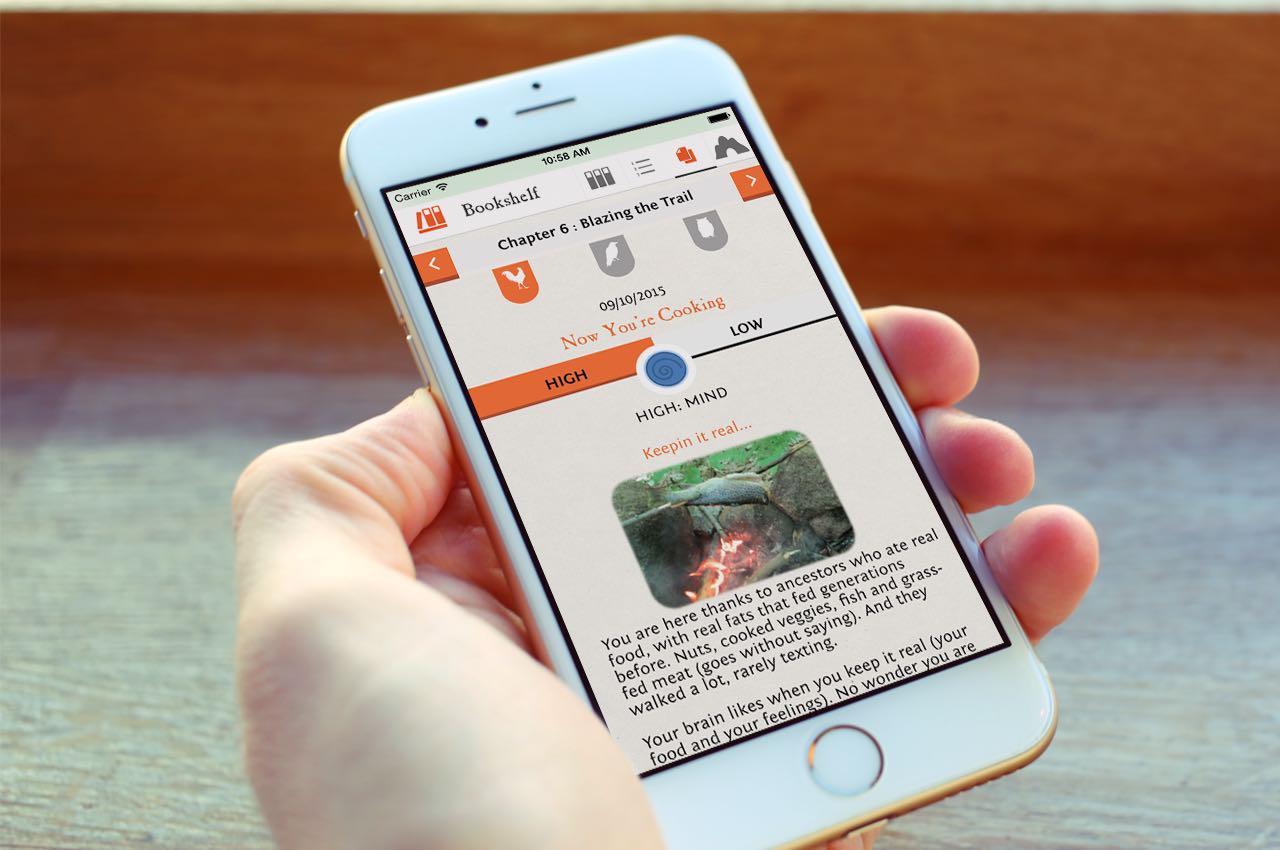 Carrier
10:58 AM
Bookshelf
Chapter 6 : Blazing the Trail
09/10/2015
Now You're Cooking
HIGH
LOW
HIGH: MIND
Keepin it real...
You are here thanks to ancestors who ate real
food, with real fats that fed generations
before. Nuts, cooked veggies, fish and grass-
fed meat (goes without saying). And they
walked a lot, rarely texting.
Your brain likes when you keep it real (your
food and your feelings). No wonder you are